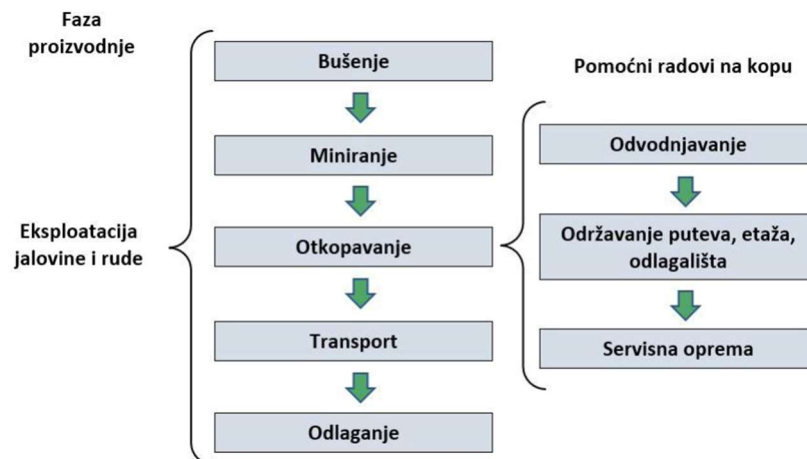 Faza
proizvodnje
Eksploatacija
jalovine i rude
Bušenje
Miniranje
Otkopavanje
Transport
Odlaganje
Pomoćni radovi na kopu
Odvodnjavanje
Održavanje puteva, etaža,
odlagališta
Servisna oprema